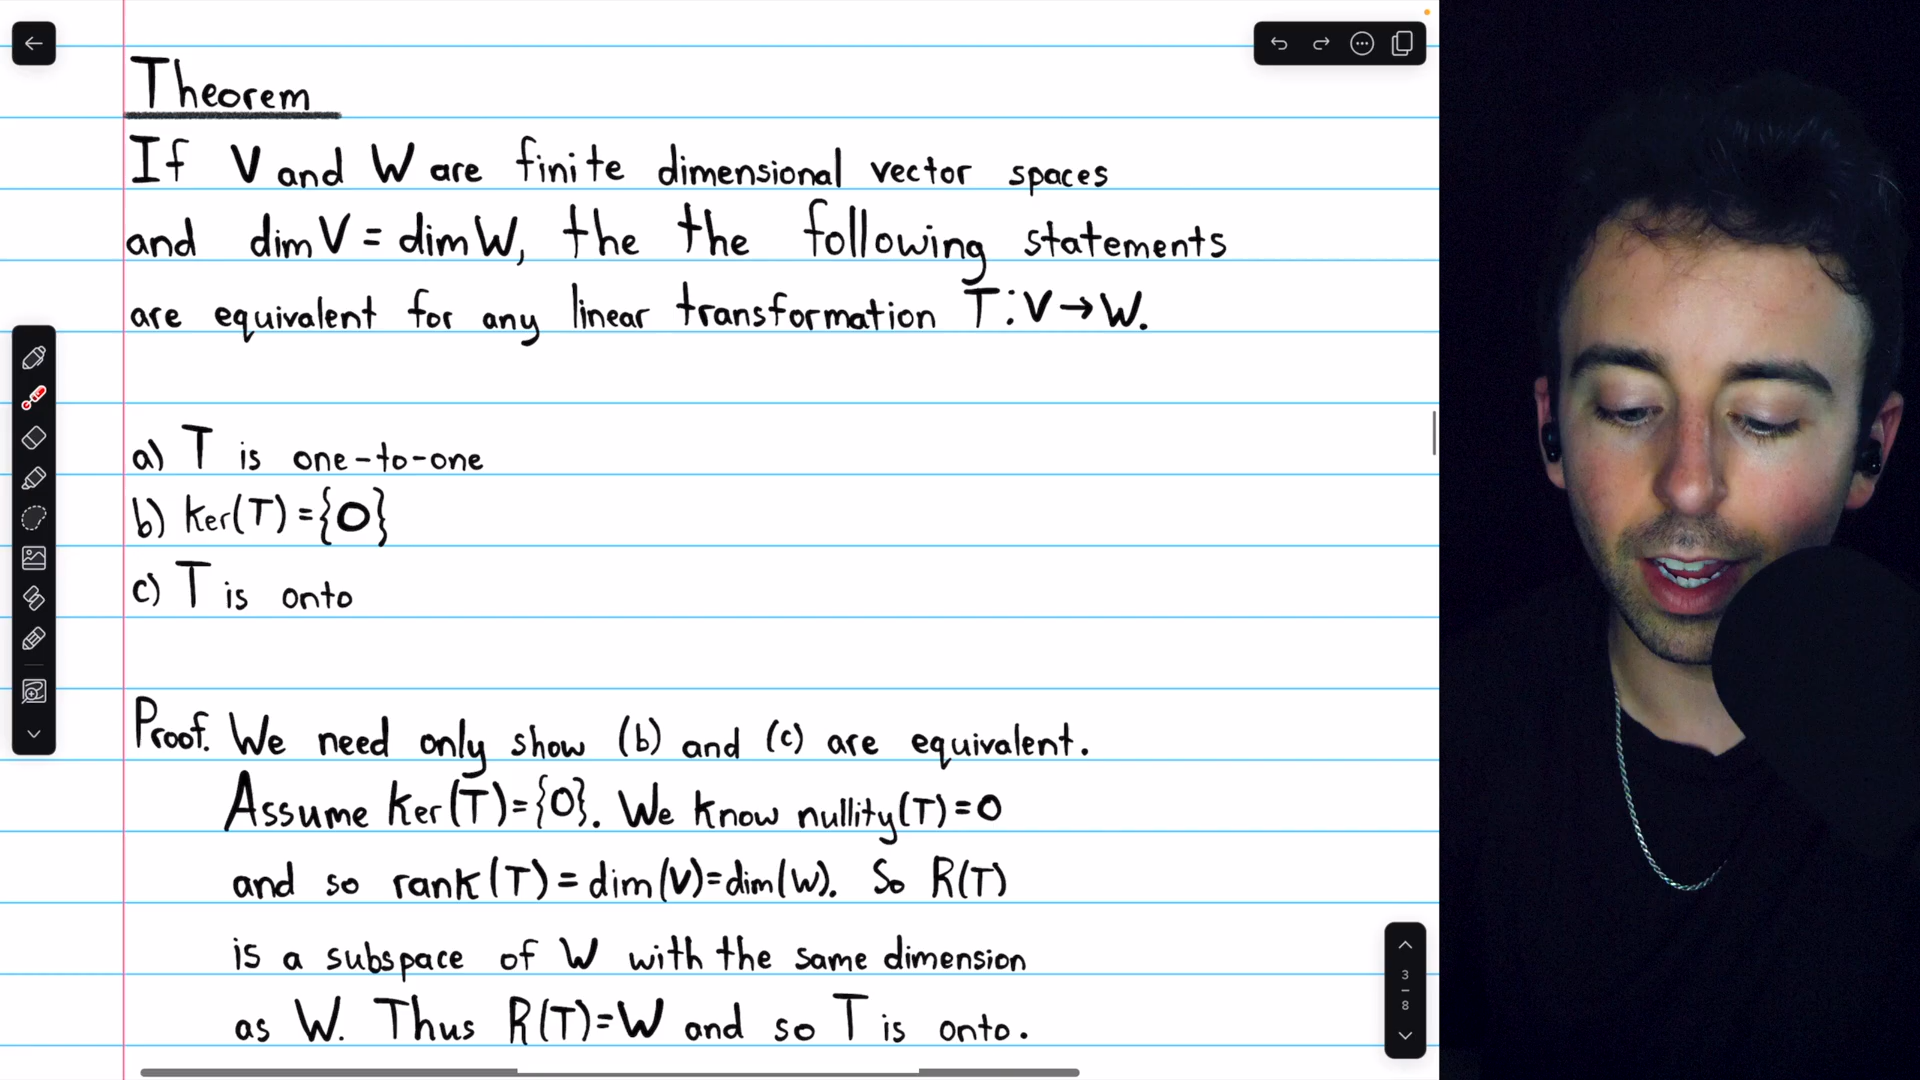 Theorem
If V and W are finite dimensional vector spaces
and dim V = dim W, the the following statements
are equivalent for any linear transformation T:V→W.
a) T is one-to-one
b) ker(T)={0}
c) T is onto
Proof. We need only show (b) and (c) are equivalent.
Assume ker(T)={0}. We know nullity(T)=0
and so rank(T)=dim(V)=dim(W). So R(T)
is a subspace of W with the same dimension
as W. Thus R(T)=W and so T is onto.
3
–
8